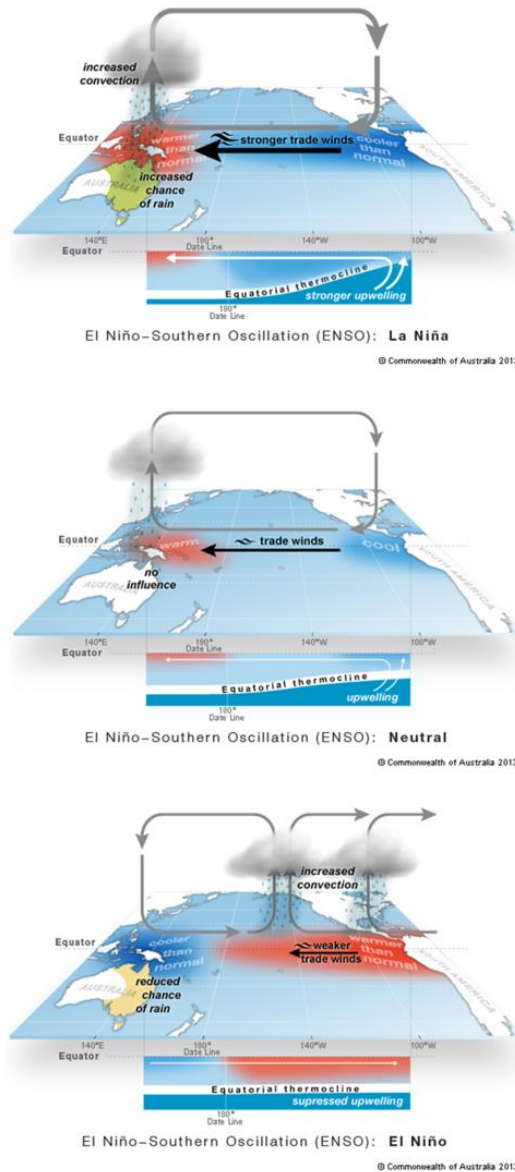 increased
convection
Equator
warmer
than
normal
stronger trade winds
cooler
than
normal
AUSTRALIA
increased
chance
of rain
SOUTH AMERICA
140°E
180°
Date Line
140°W
100°W
Equator
Equatorial thermocline
stronger upwelling
180°
Date Line
El Niño–Southern Oscillation (ENSO): La Niña
© Commonwealth of Australia 2013
Equator
warm
trade winds
cool
AUSTRALIA
no
influence
SOUTH AMERICA
140°E
180°
Date Line
140°W
100°W
Equator
Equatorial thermocline
upwelling
180°
Date Line
El Niño–Southern Oscillation (ENSO): Neutral
© Commonwealth of Australia 2013
increased
convection
Equator
cooler
than
normal
weaker
trade winds
warmer
than
normal
AUSTRALIA
reduced
chance
of rain
SOUTH AMERICA
140°E
180°
Date Line
140°W
100°W
Equator
Equatorial thermocline
supressed upwelling
180°
Date Line
El Niño–Southern Oscillation (ENSO): El Niño
© Commonwealth of Australia 2013